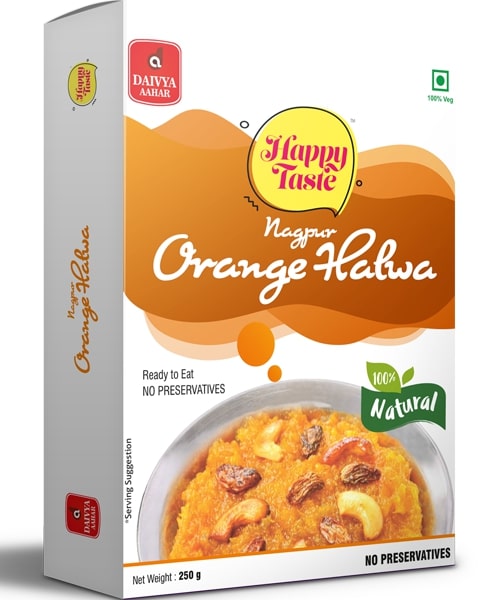 DAIVYA
AAHAR
100% Veg
Happy
Taste
TM
Nagpur
Orange Halwa
Ready to Eat
NO PRESERVATIVES
100%
Natural
*Serving Suggestion
NO PRESERVATIVES
Net Weight : 250 g
Happy
Taste
Nagpur
Orange Halwa
DAIVYA
AAHAR